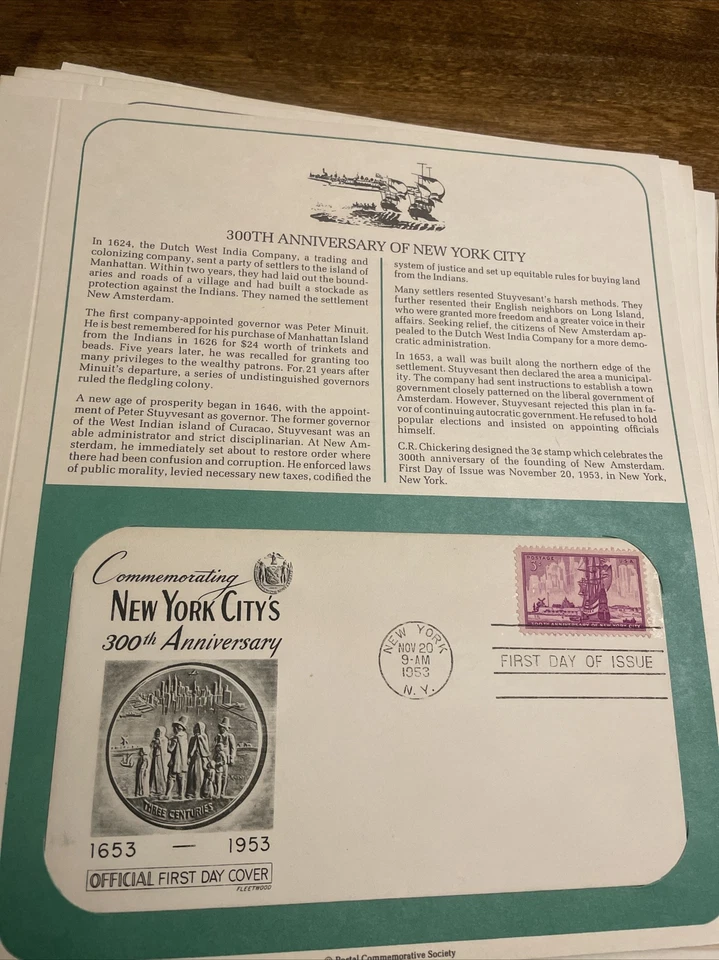 300TH ANNIVERSARY OF NEW YORK CITY
In 1624, the Dutch West India Company, a trading and
colonizing company, sent a party of settlers to the island of
Manhattan. Within two years, they had laid out the bound-
aries and roads of a village and had built a stockade as
protection against the Indians. They named the settlement
New Amsterdam.
The first company-appointed governor was Peter Minuit.
He is best remembered for his purchase of Manhattan Island
from the Indians in 1626 for $24 worth of trinkets and
beads. Five years later, he was recalled for granting too
many privileges to the wealthy patrons. For 21 years after
Minuit's departure, a series of undistinguished governors
ruled the fledgling colony.
A new age of prosperity began in 1646, with the appoint-
ment of Peter Stuyvesant as governor. The former governor
of the West Indian island of Curacao, Stuyvesant was an
able administrator and strict disciplinarian. At New Am-
sterdam, he immediately set about to restore order where
there had been confusion and corruption. He enforced laws
of public morality, levied necessary new taxes, codified the
system of justice and set up equitable rules for buying land
from the Indians.
Many settlers resented Stuyvesant's harsh methods. They
further resented their English neighbors on Long Island,
who were granted more freedom and a greater voice in their
affairs. Seeking relief, the citizens of New Amsterdam ap-
pealed to the Dutch West India Company for a more demo-
cratic administration.
In 1653, a wall was built along the northern edge of the
settlement. Stuyvesant then declared the area a municipal-
ity. The company had sent instructions to establish a town
government closely patterned on the liberal government of
Amsterdam. However, Stuyvesant rejected this plan in fa-
vor of continuing autocratic government. He refused to hold
popular elections and insisted on appointing officials
himself.
C.R. Chickering designed the 3¢ stamp which celebrates the
300th anniversary of the founding of New Amsterdam.
First Day of Issue was November 20, 1953, in New York,
New York.
Commemorating
NEW YORK CITY'S
300th Anniversary
THREE CENTURIES
1653 — 1953
OFFICIAL FIRST DAY COVER
FLEETWOOD
NEW YORK
NOV 20
9-AM
1953
N.Y.
POSTAGE U.S.A.
3¢
300TH ANNIVERSARY OF NEW YORK CITY
FIRST DAY OF ISSUE
© Postal Commemorative Society